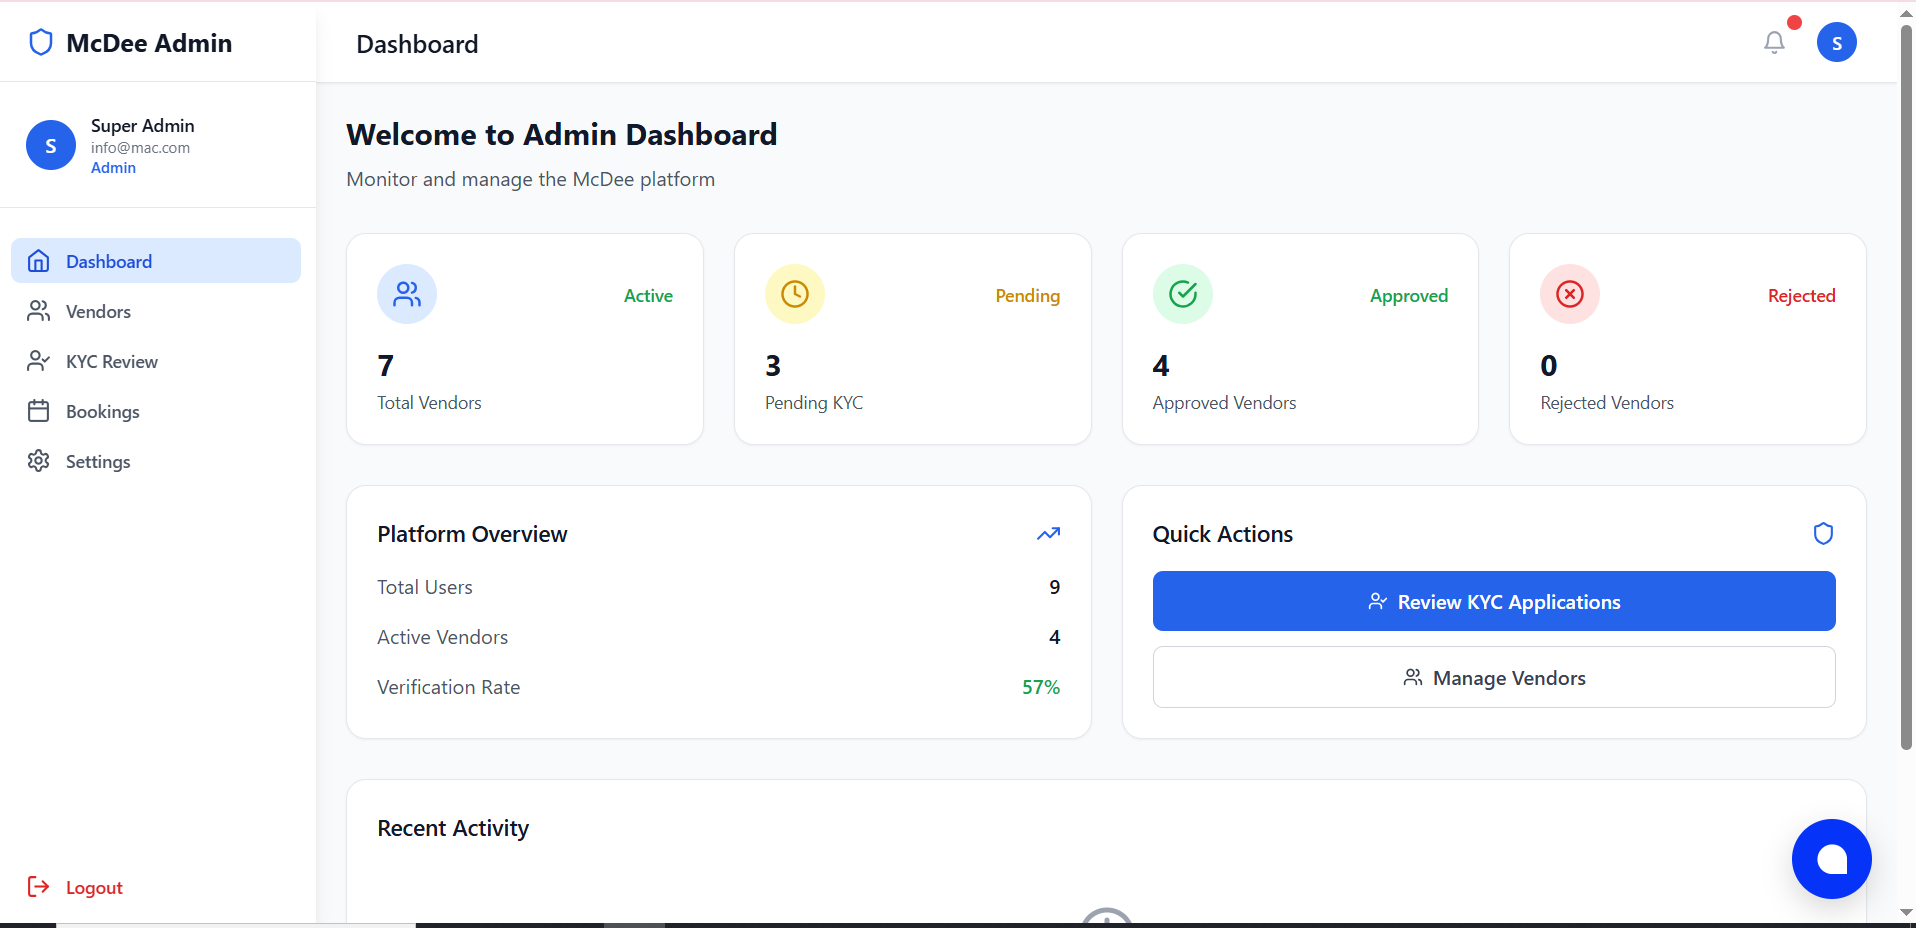 McDee Admin
Dashboard
S
S
Super Admin
info@mac.com
Admin
Dashboard
Vendors
KYC Review
Bookings
Settings
Logout
Welcome to Admin Dashboard
Monitor and manage the McDee platform
Active
7
Total Vendors
Pending
3
Pending KYC
Approved
4
Approved Vendors
Rejected
0
Rejected Vendors
Platform Overview
Total Users 9
Active Vendors 4
Verification Rate 57%
Quick Actions
Review KYC Applications
Manage Vendors
Recent Activity